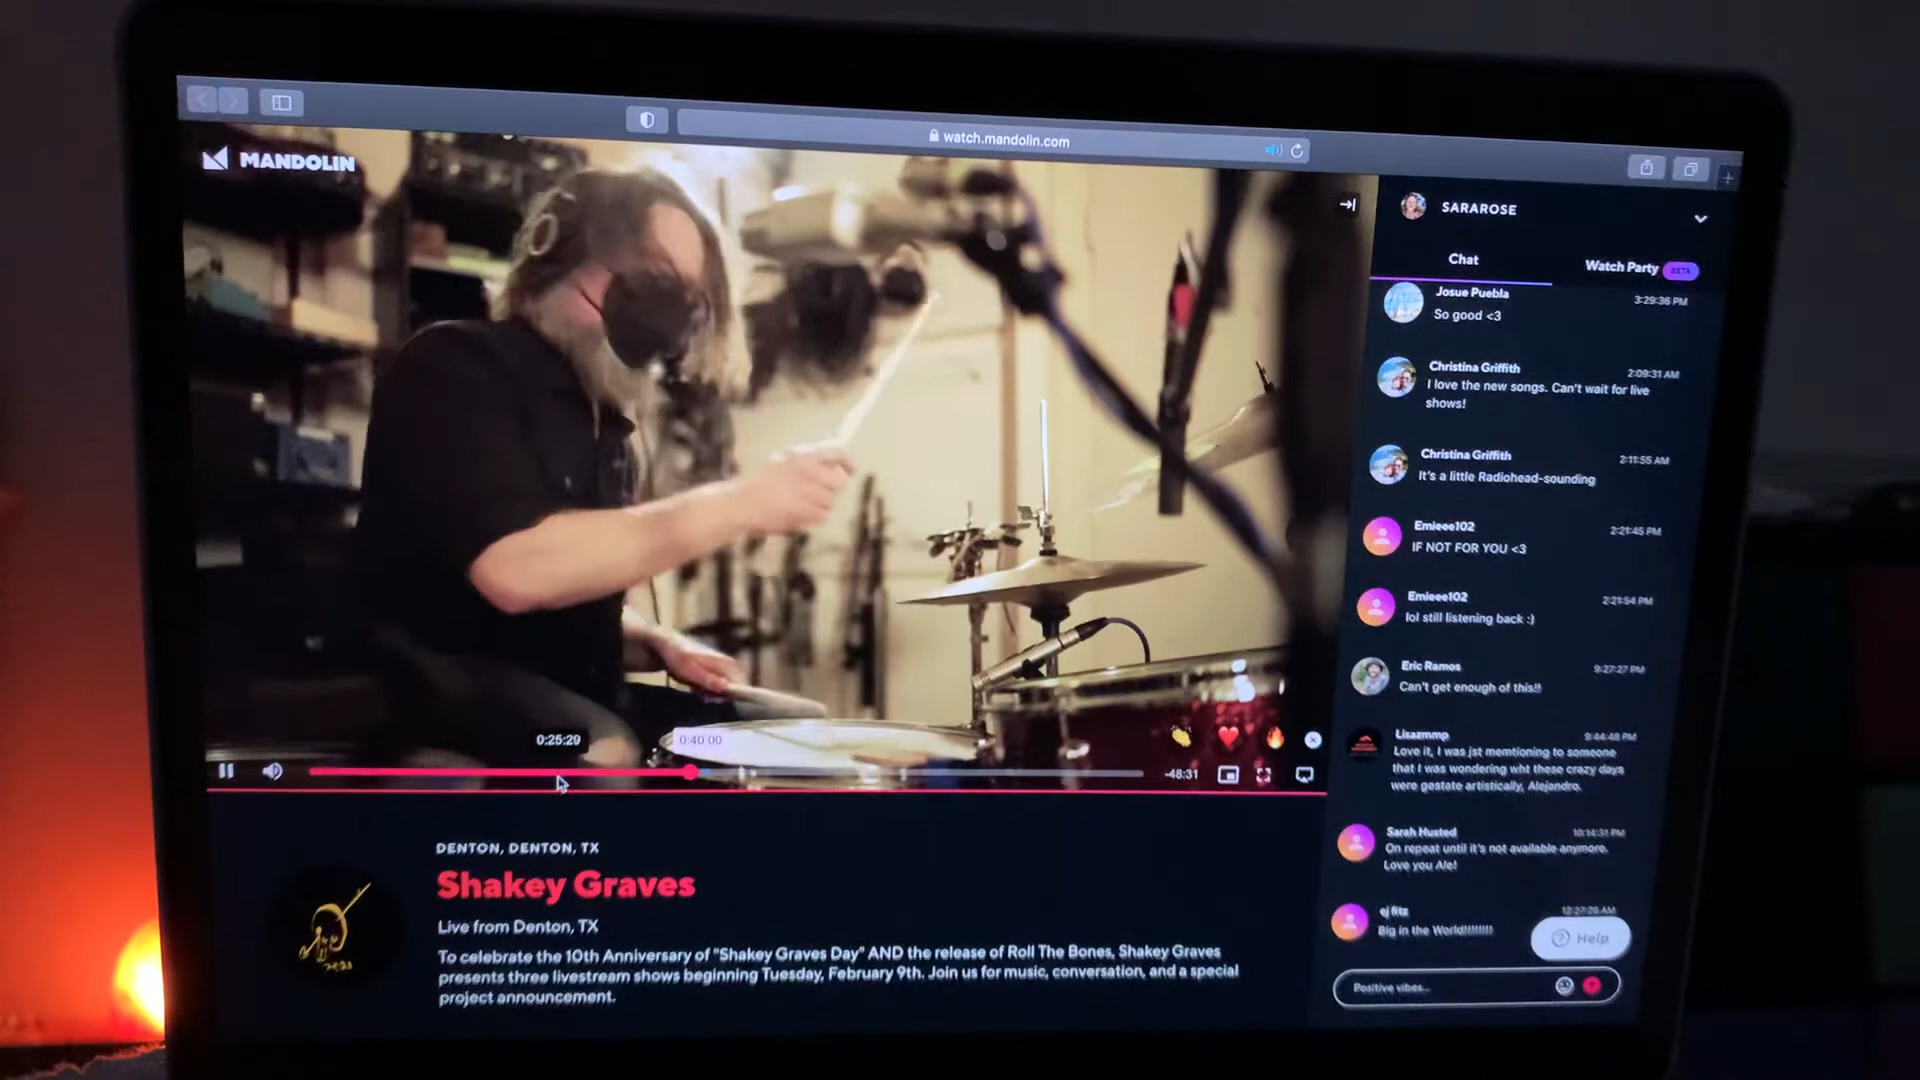 watch.mandolin.com
MANDOLIN
0:25:29
0:40:00
-48:31
DENTON, DENTON, TX
Shakey Graves
Live from Denton, TX
To celebrate the 10th Anniversary of "Shakey Graves Day" AND the release of Roll The Bones, Shakey Graves
presents three livestream shows beginning Tuesday, February 9th. Join us for music, conversation, and a special
project announcement.
SARAROSE
Chat
Watch Party BETA
Josue Puebla 3:29:36 PM
So good <3
Christina Griffith 2:09:31 AM
I love the new songs. Can't wait for live
shows!
Christina Griffith 2:11:55 AM
It's a little Radiohead-sounding
Emieee102 2:21:45 PM
IF NOT FOR YOU <3
Emieee102 2:21:54 PM
lol still listening back :)
Eric Ramos 9:27:27 PM
Can't get enough of this!!
Lisazmmp 9:44:48 PM
Love it, I was jst memtioning to someone
that I was wondering wht these crazy days
were gestate artistically, Alejandro.
Sarah Husted 10:14:31 PM
On repeat until it's not available anymore.
Love you Ale!
ej fitz 12:27:26 AM
Big in the World!!!!!!!!!
Help
Positive vibes...